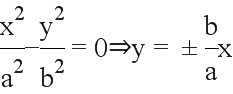 x²/a² − y²/b² = 0 ⇒ y = ± b/a x